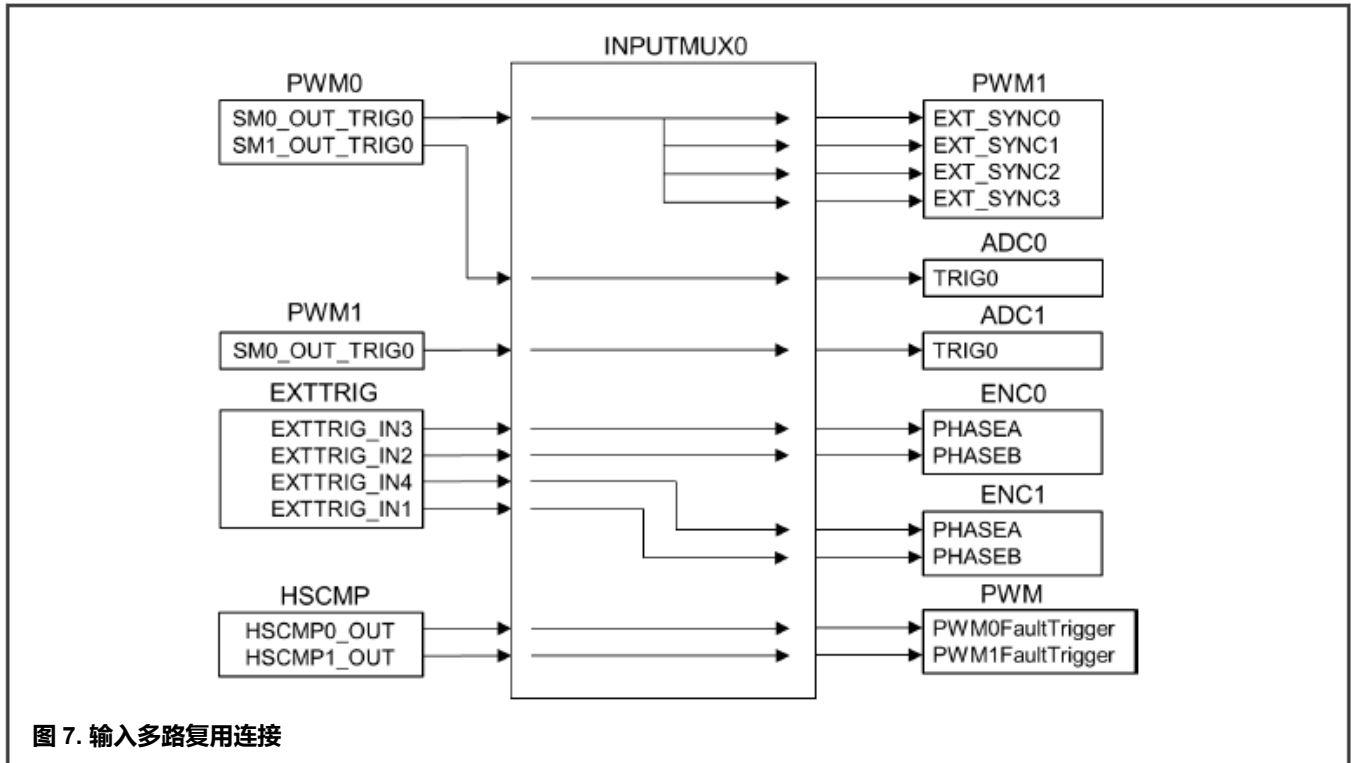 INPUTMUX0
PWM0
SM0_OUT_TRIG0
SM1_OUT_TRIG0
PWM1
SM0_OUT_TRIG0
EXTTRIG
EXTTRIG_IN3
EXTTRIG_IN2
EXTTRIG_IN4
EXTTRIG_IN1
HSCMP
HSCMP0_OUT
HSCMP1_OUT
PWM1
EXT_SYNC0
EXT_SYNC1
EXT_SYNC2
EXT_SYNC3
ADC0
TRIG0
ADC1
TRIG0
ENC0
PHASEA
PHASEB
ENC1
PHASEA
PHASEB
PWM
PWM0FaultTrigger
PWM1FaultTrigger
图 7. 输入多路复用连接